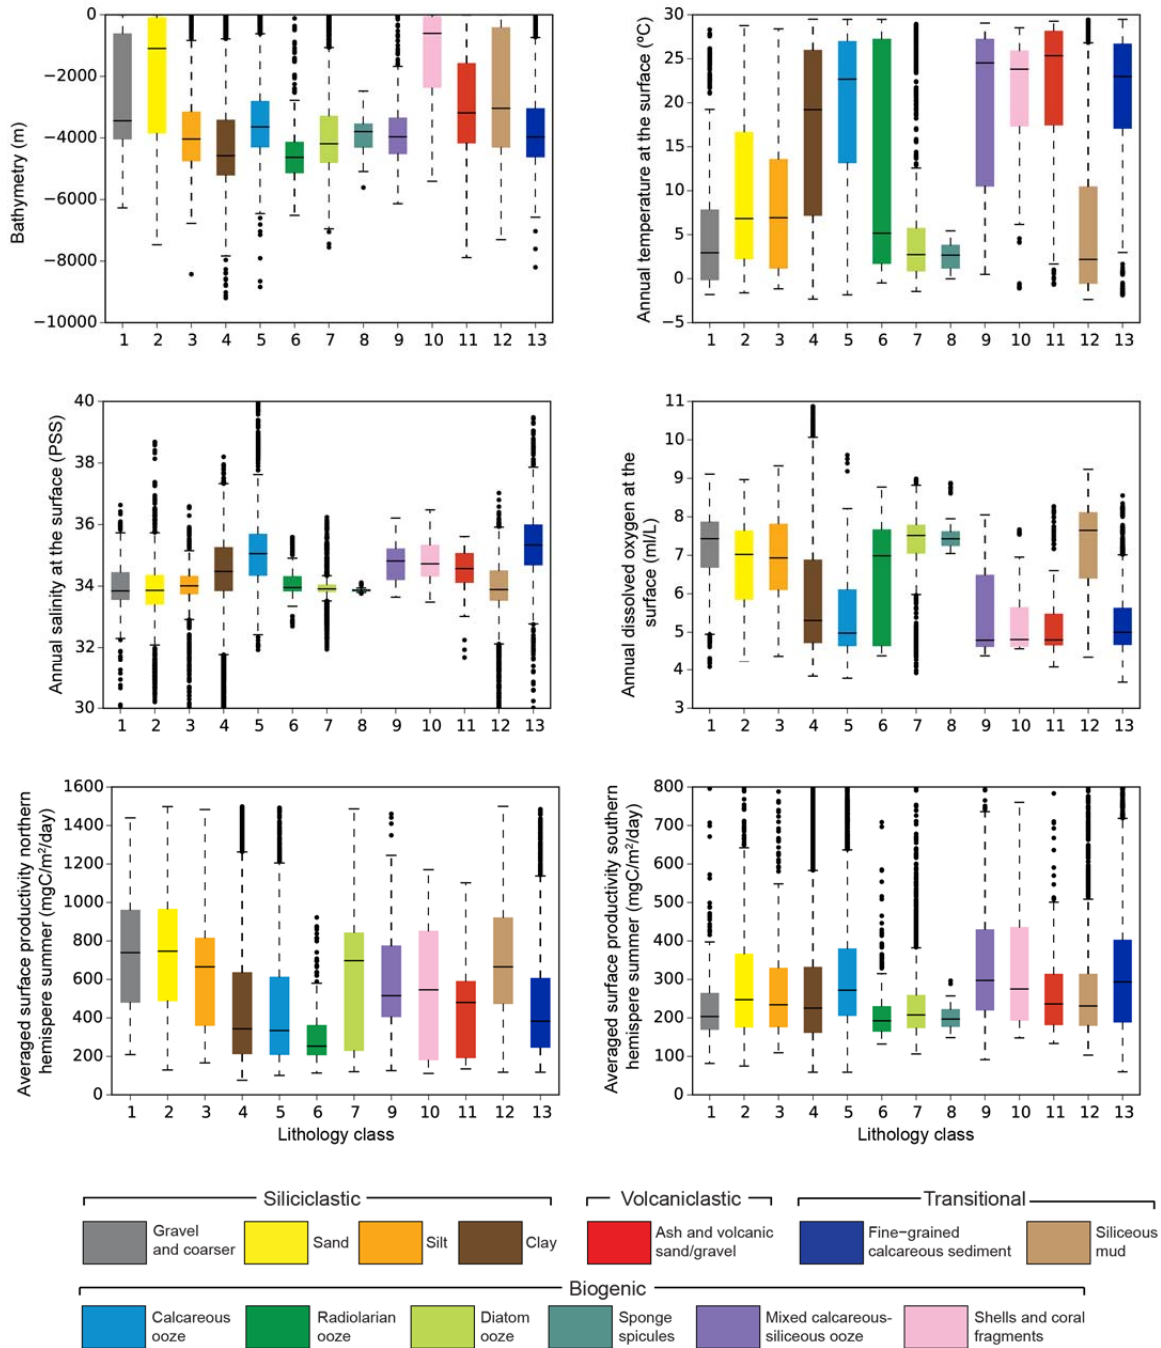 Bathymetry (m)
0
−2000
−4000
−6000
−8000
−10000
1 2 3 4 5 6 7 8 9 10 11 12 13
Annual temperature at the surface (ºC)
30
25
20
15
10
5
0
−5
1 2 3 4 5 6 7 8 9 10 11 12 13
Annual salinity at the surface (PSS)
40
38
36
34
32
30
1 2 3 4 5 6 7 8 9 10 11 12 13
Annual dissolved oxygen at the
surface (ml/L)
11
10
9
8
7
6
5
4
3
1 2 3 4 5 6 7 8 9 10 11 12 13
Averaged surface productivity northern
hemispere summer (mgC/m²/day)
1600
1400
1200
1000
800
600
400
200
0
1 2 3 4 5 6 7 9 10 11 12 13
Lithology class
Averaged surface productivity southern
hemispere summer (mgC/m²/day)
800
700
600
500
400
300
200
100
0
1 2 3 4 5 6 7 8 9 10 11 12 13
Lithology class
Siliciclastic
Gravel
and coarser
Sand
Silt
Clay
Volcaniclastic
Ash and volcanic
sand/gravel
Transitional
Fine−grained
calcareous sediment
Siliceous
mud
Biogenic
Calcareous
ooze
Radiolarian
ooze
Diatom
ooze
Sponge
spicules
Mixed calcareous-
siliceous ooze
Shells and coral
fragments